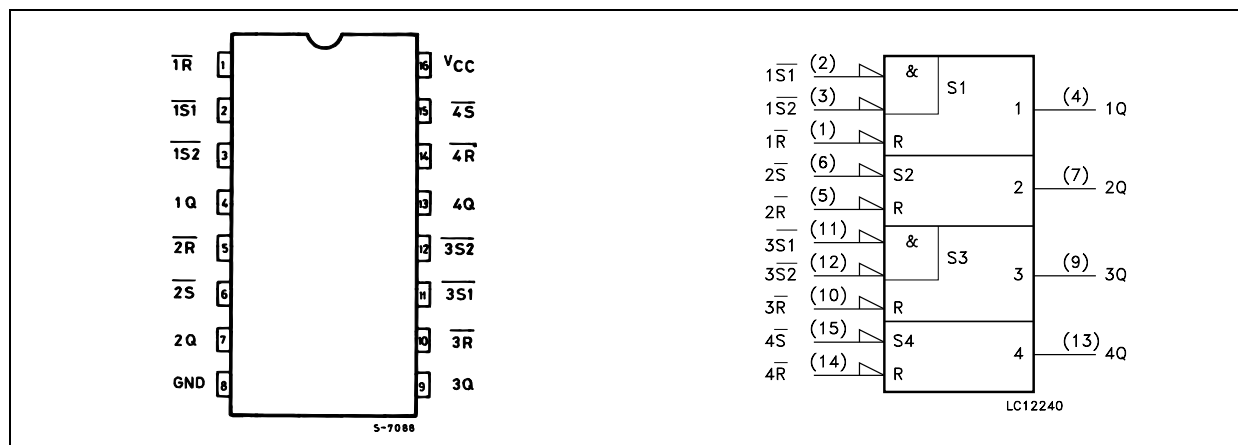 1R̅ 1 16 VCC
1S1̅ 2 15 4S̅
1S2̅ 3 14 4R̅
1Q 4 13 4Q
2R̅ 5 12 3S2̅
2S̅ 6 11 3S1̅
2Q 7 10 3R̅
GND 8 9 3Q
S-7088
1S1̅ (2) &
S1
1S2̅ (3) 1 (4) 1Q
1R̅ (1) R
2S̅ (6) S2
2 (7) 2Q
2R̅ (5) R
3S1̅ (11) &
S3
3S2̅ (12) 3 (9) 3Q
3R̅ (10) R
4S̅ (15) S4
4 (13) 4Q
4R̅ (14) R
LC12240